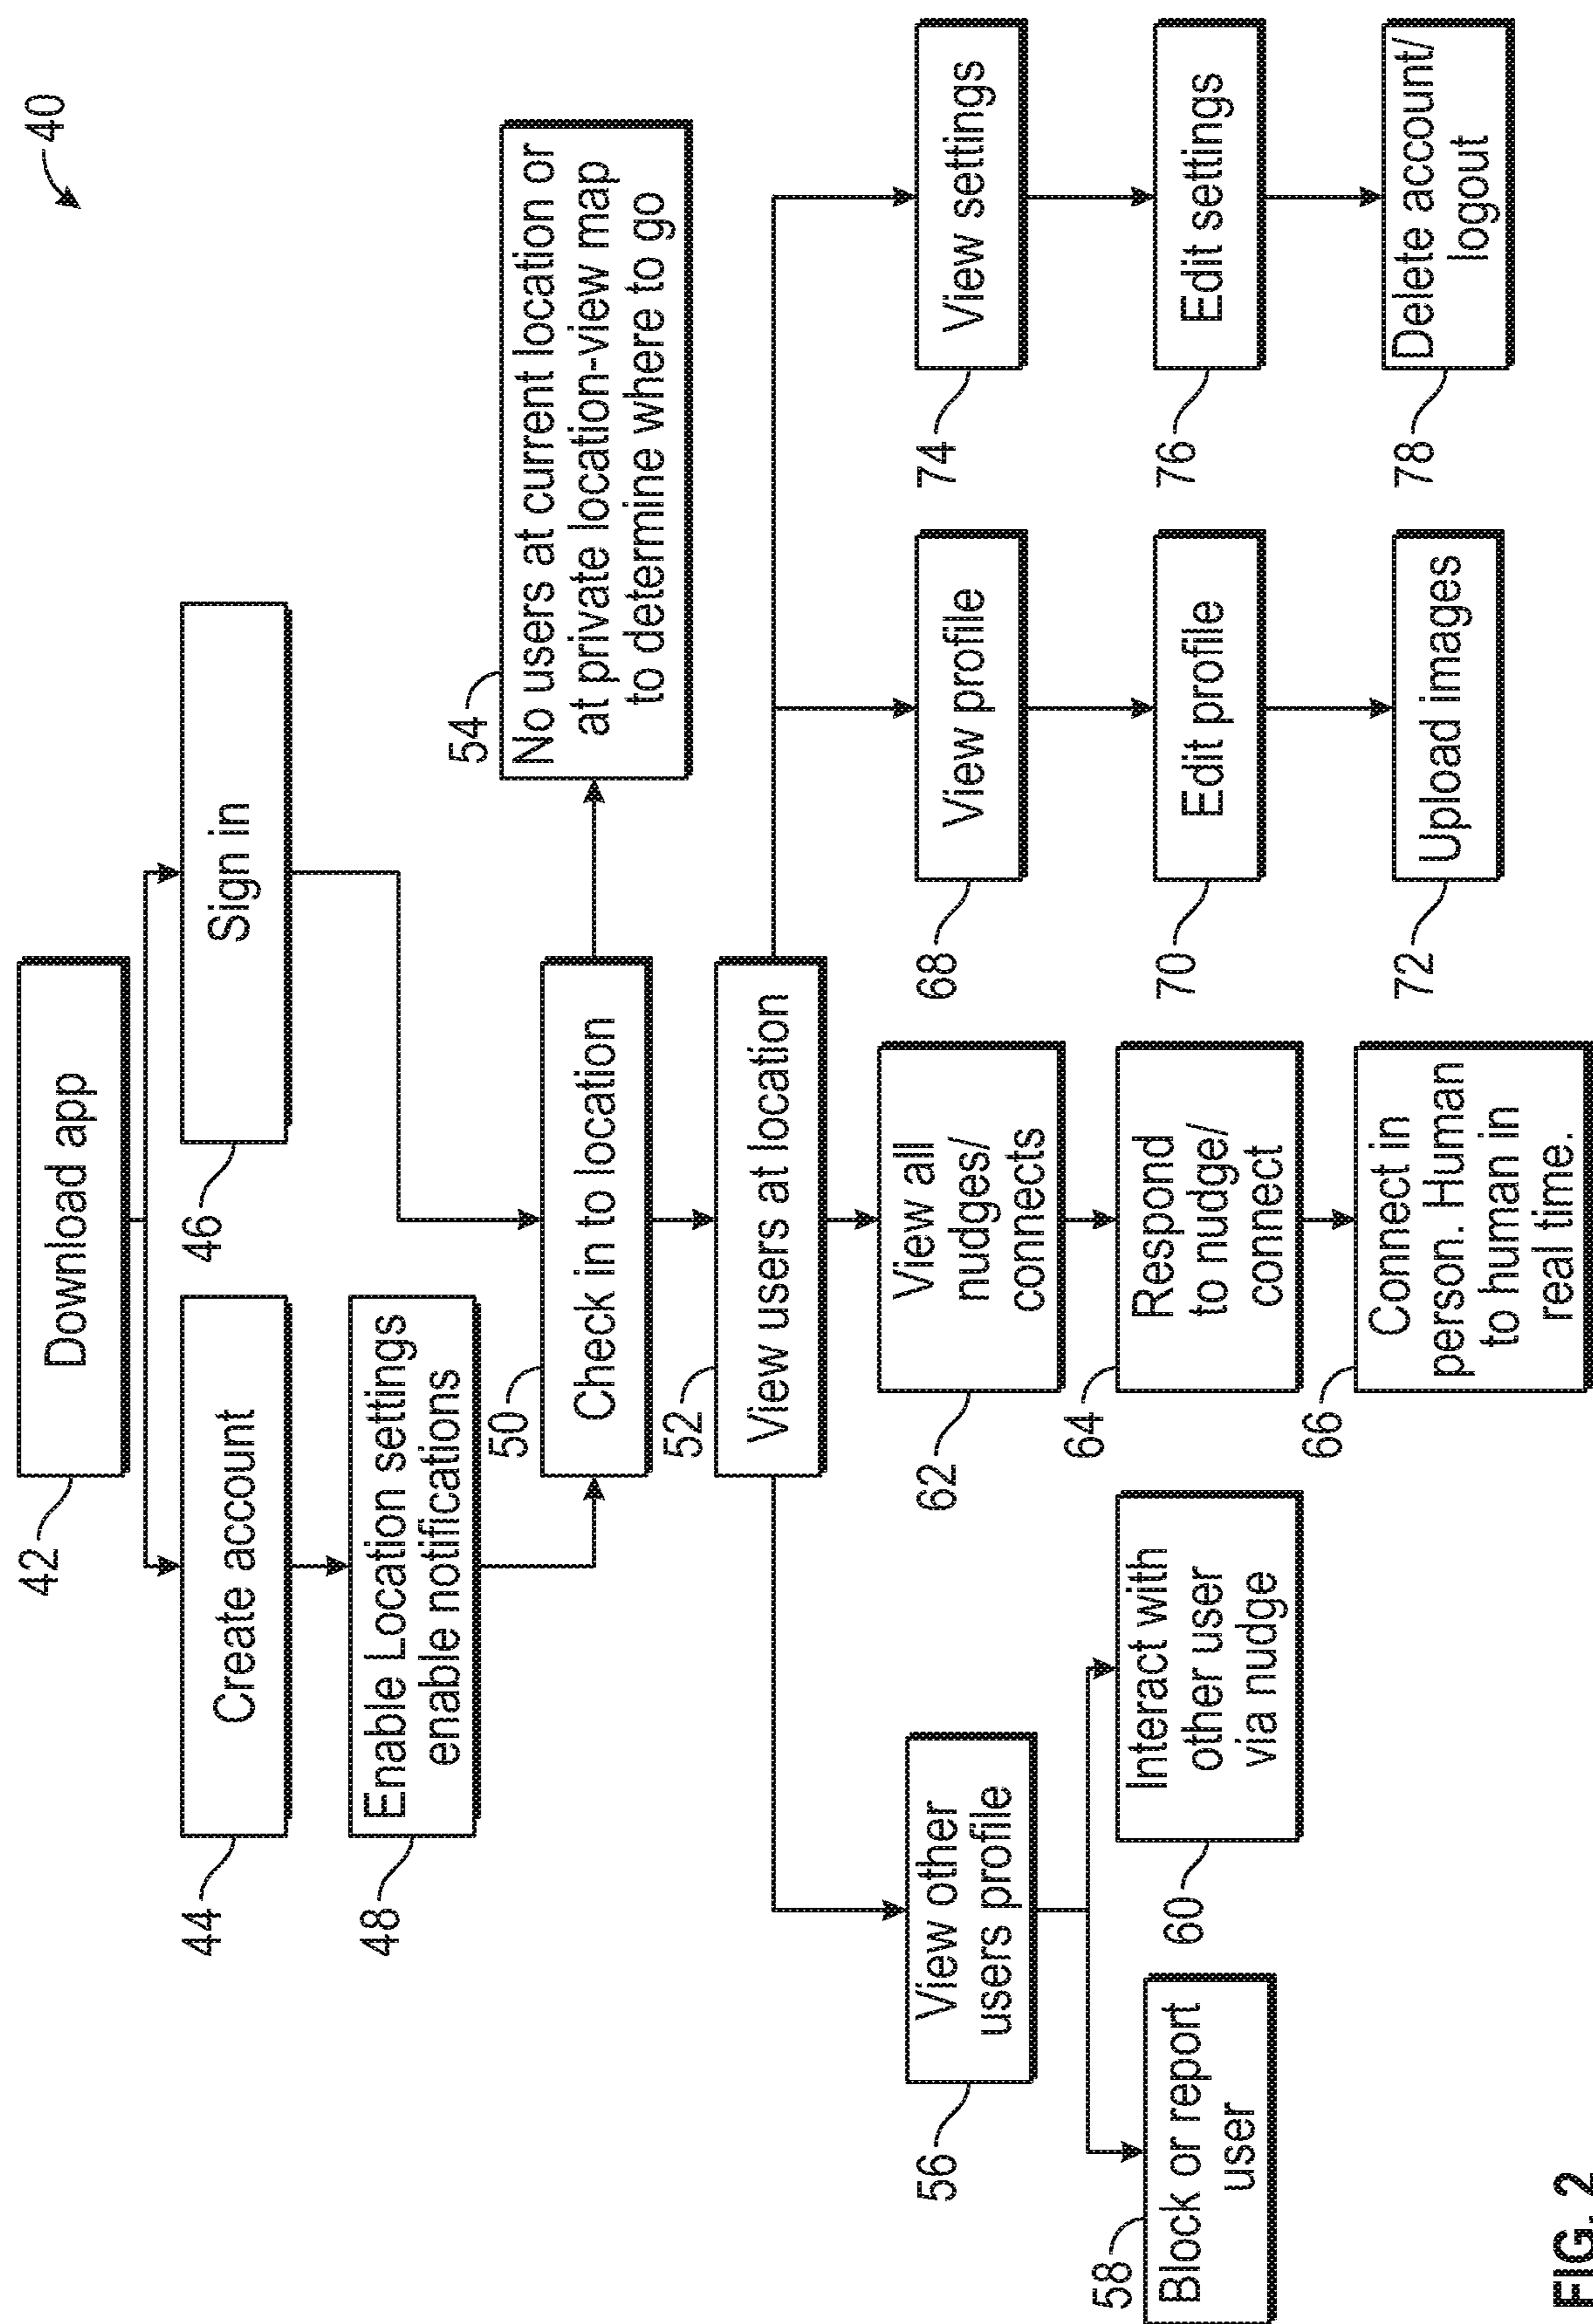 40
42
Download app
44
Create account
46
Sign in
48
Enable Location settings
enable notifications
50
Check in to location
54
No users at current location or
at private location-view map
to determine where to go
52
View users at location
56
View other
users profile
58
Block or report
user
60
Interact with
other user
via nudge
62
View all
nudges/
connects
64
Respond
to nudge/
connect
66
Connect in
person. Human
to human in
real time.
68
View profile
70
Edit profile
72
Upload images
74
View settings
76
Edit settings
78
Delete account/
logout
FIG. 2